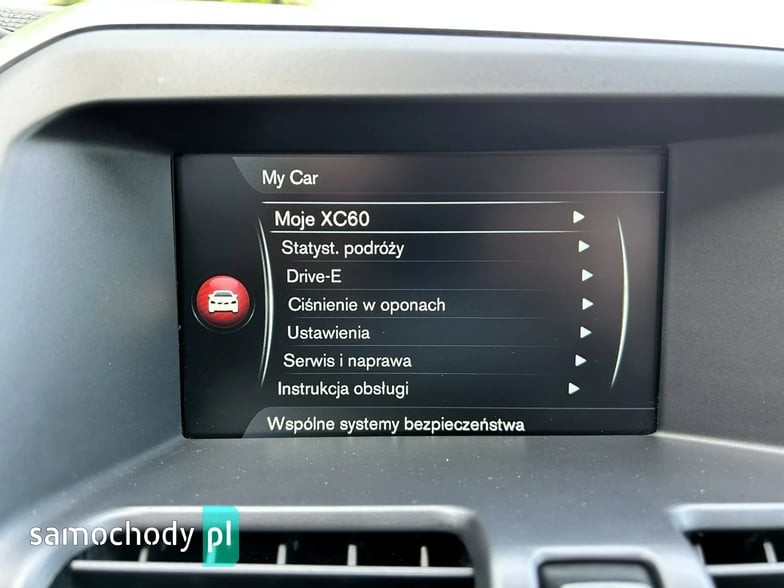 My Car
Moje XC60
Statyst. podróży
Drive-E
Ciśnienie w oponach
Ustawienia
Serwis i naprawa
Instrukcja obsługi
Wspólne systemy bezpieczeństwa
samochody pl